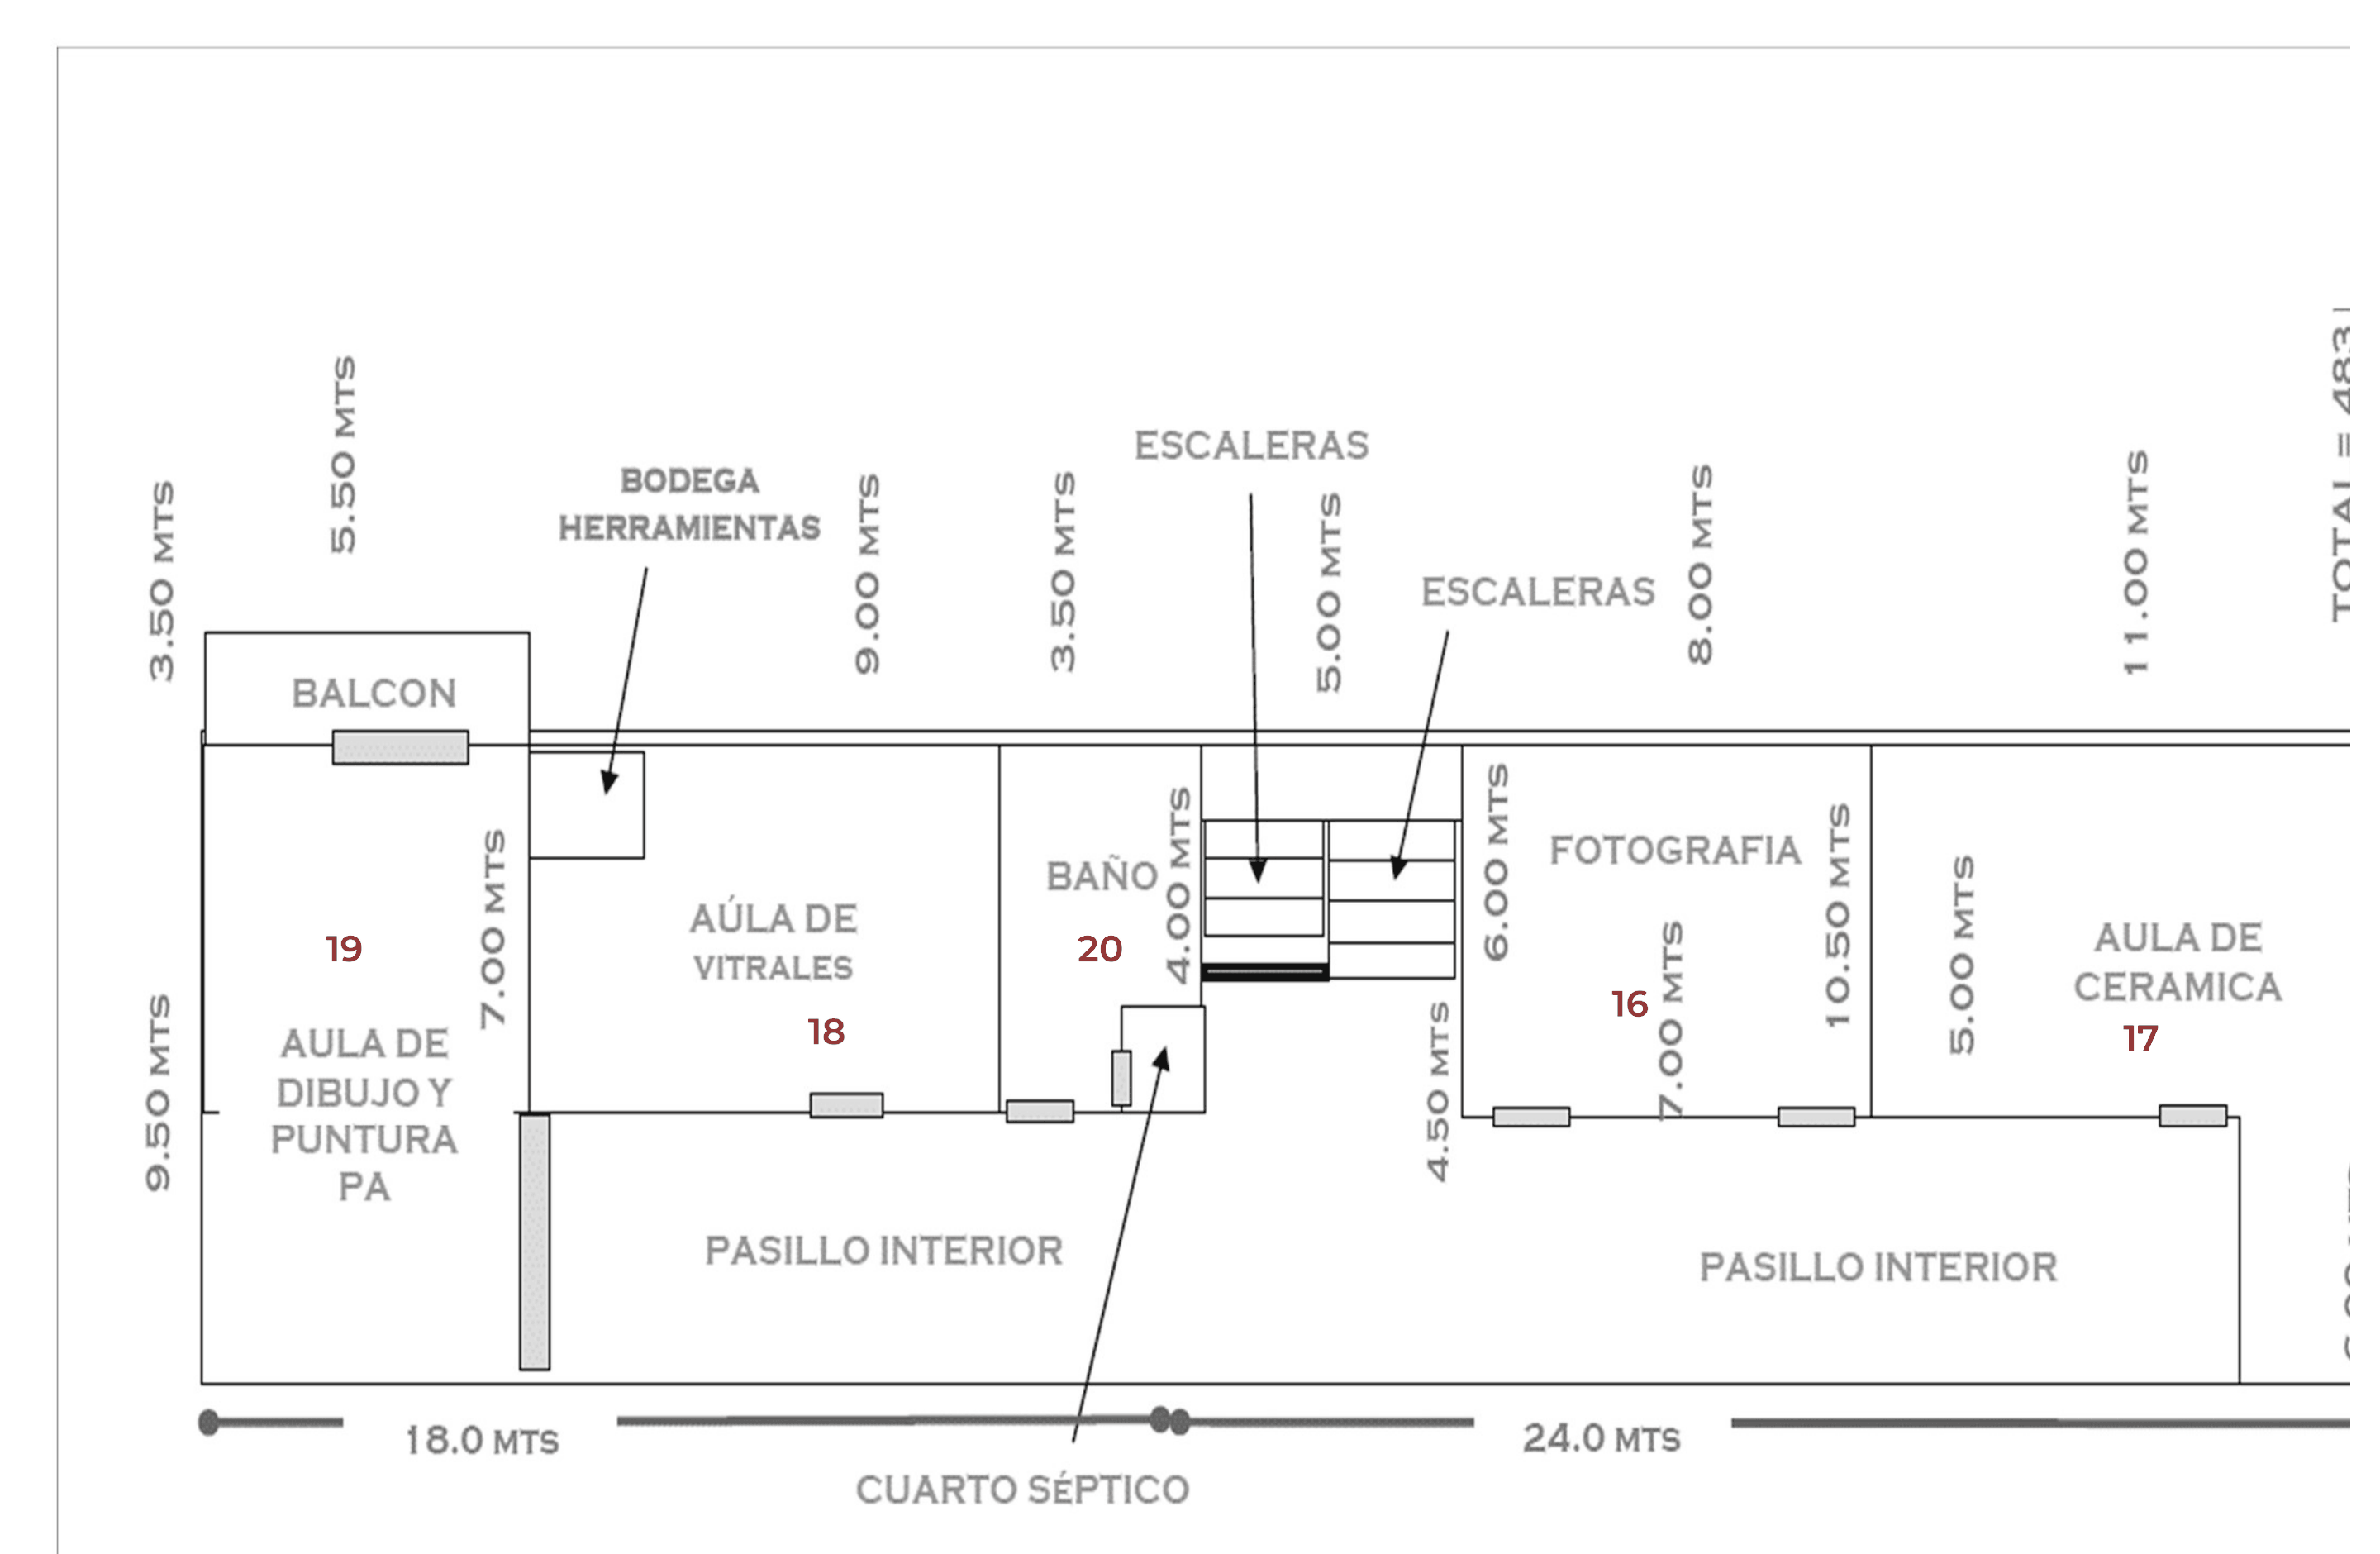 3.50 MTS
5.50 MTS
BODEGA
HERRAMIENTAS
9.00 MTS
3.50 MTS
ESCALERAS
5.00 MTS
ESCALERAS
8.00 MTS
11.00 MTS
TOTAL =
BALCON
7.00 MTS
AÚLA DE
VITRALES
18
BAÑO
20
4.00 MTS
6.00 MTS
FOTOGRAFIA
16
7.00 MTS
10.50 MTS
5.00 MTS
AULA DE
CERAMICA
17
19
AULA DE
DIBUJO Y
PUNTURA
PA
9.50 MTS
4.50 MTS
PASILLO INTERIOR
PASILLO INTERIOR
18.0 MTS
24.0 MTS
CUARTO SÉPTICO